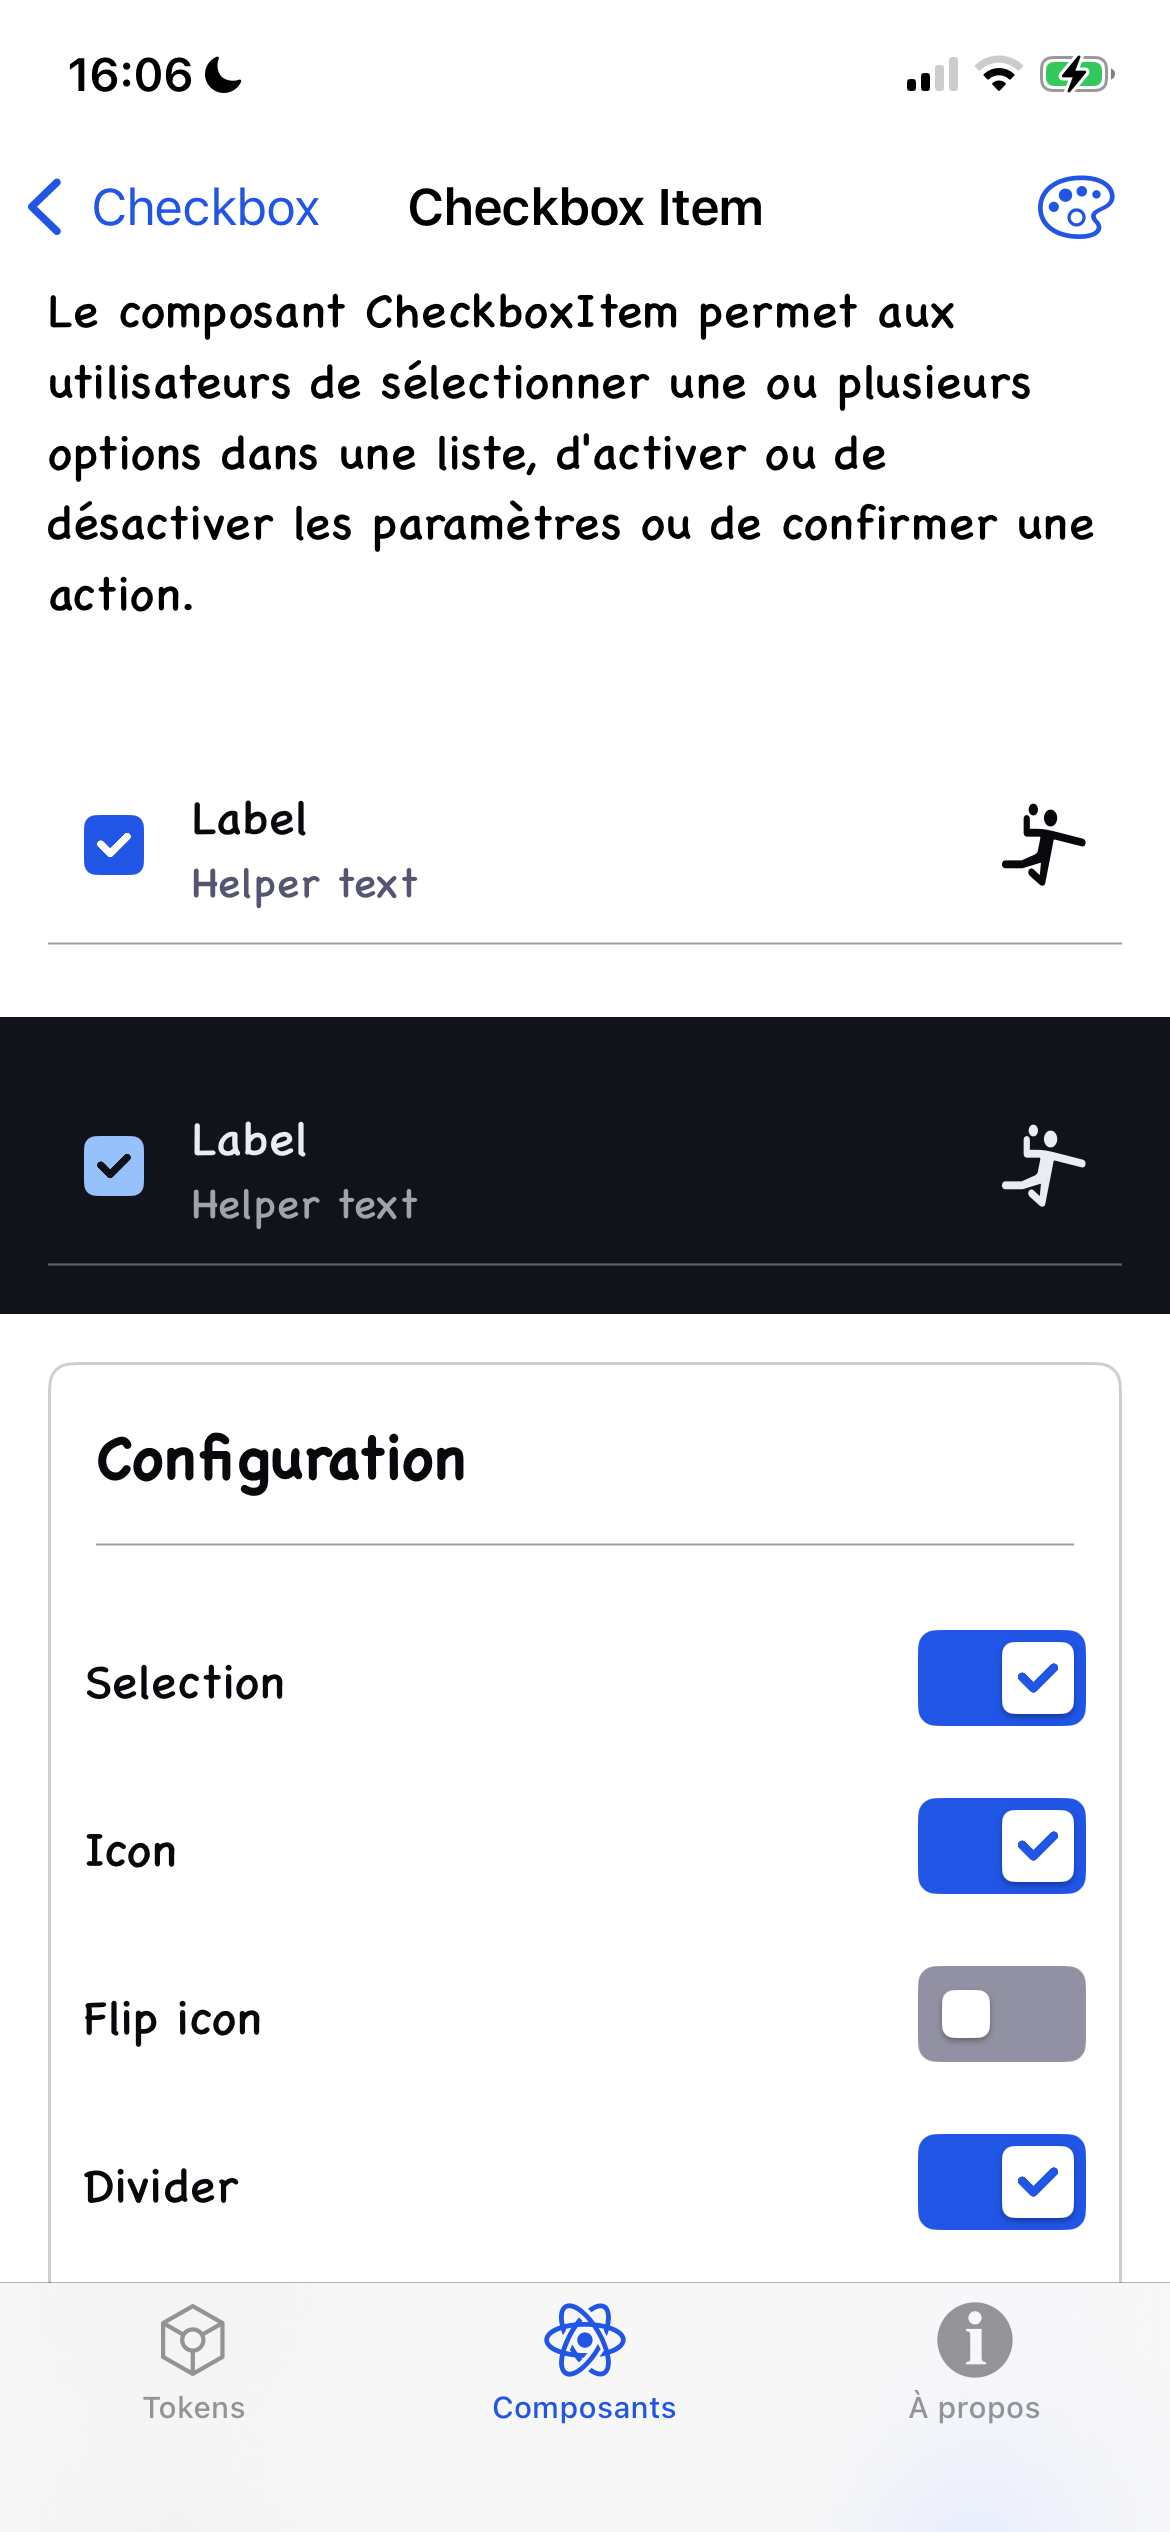 16:06
Checkbox
Checkbox Item
Le composant CheckboxItem permet aux
utilisateurs de sélectionner une ou plusieurs
options dans une liste, d'activer ou de
désactiver les paramètres ou de confirmer une
action.
Label
Helper text
Label
Helper text
Configuration
Selection
Icon
Flip icon
Divider
Tokens
Composants
À propos